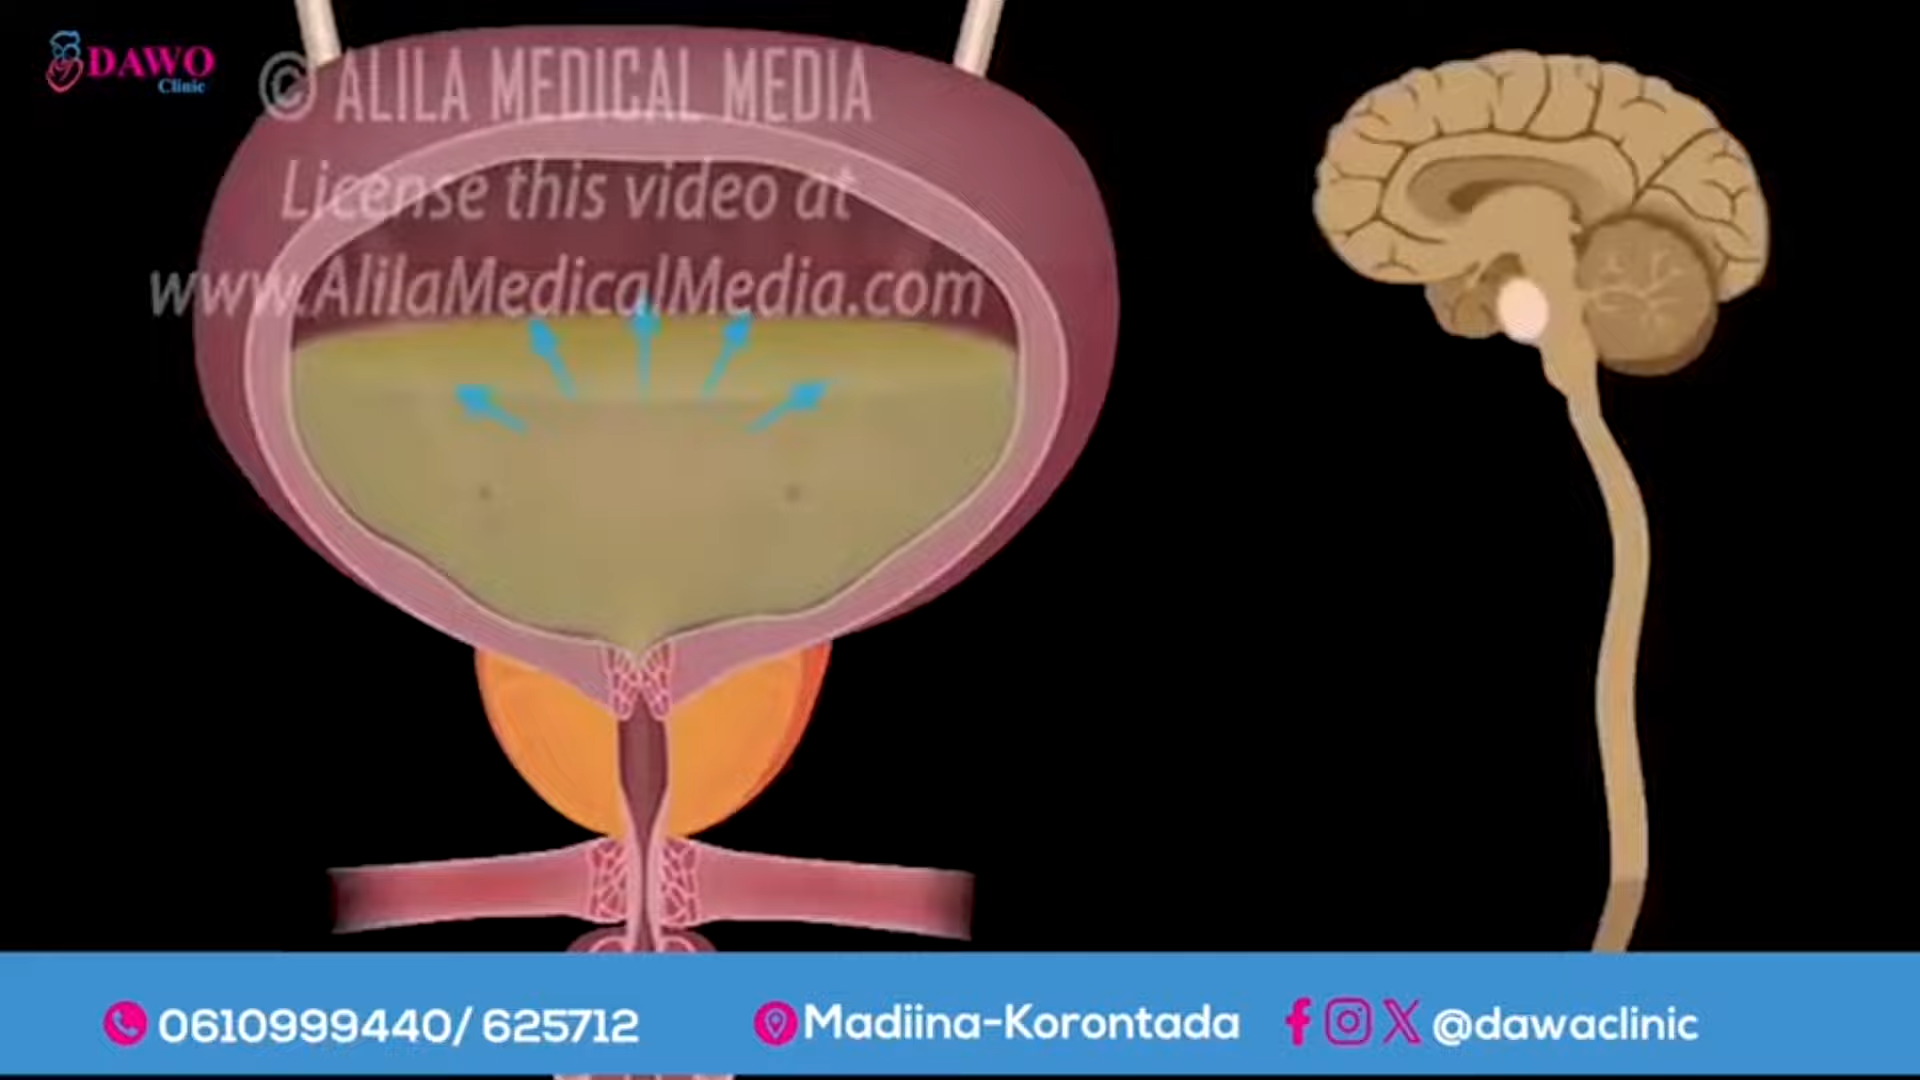 DAWO
Clinic
© ALILA MEDICAL MEDIA
License this video at
www.AlilaMedicalMedia.com
0610999440/ 625712
Madiina-Korontada
@dawaclinic